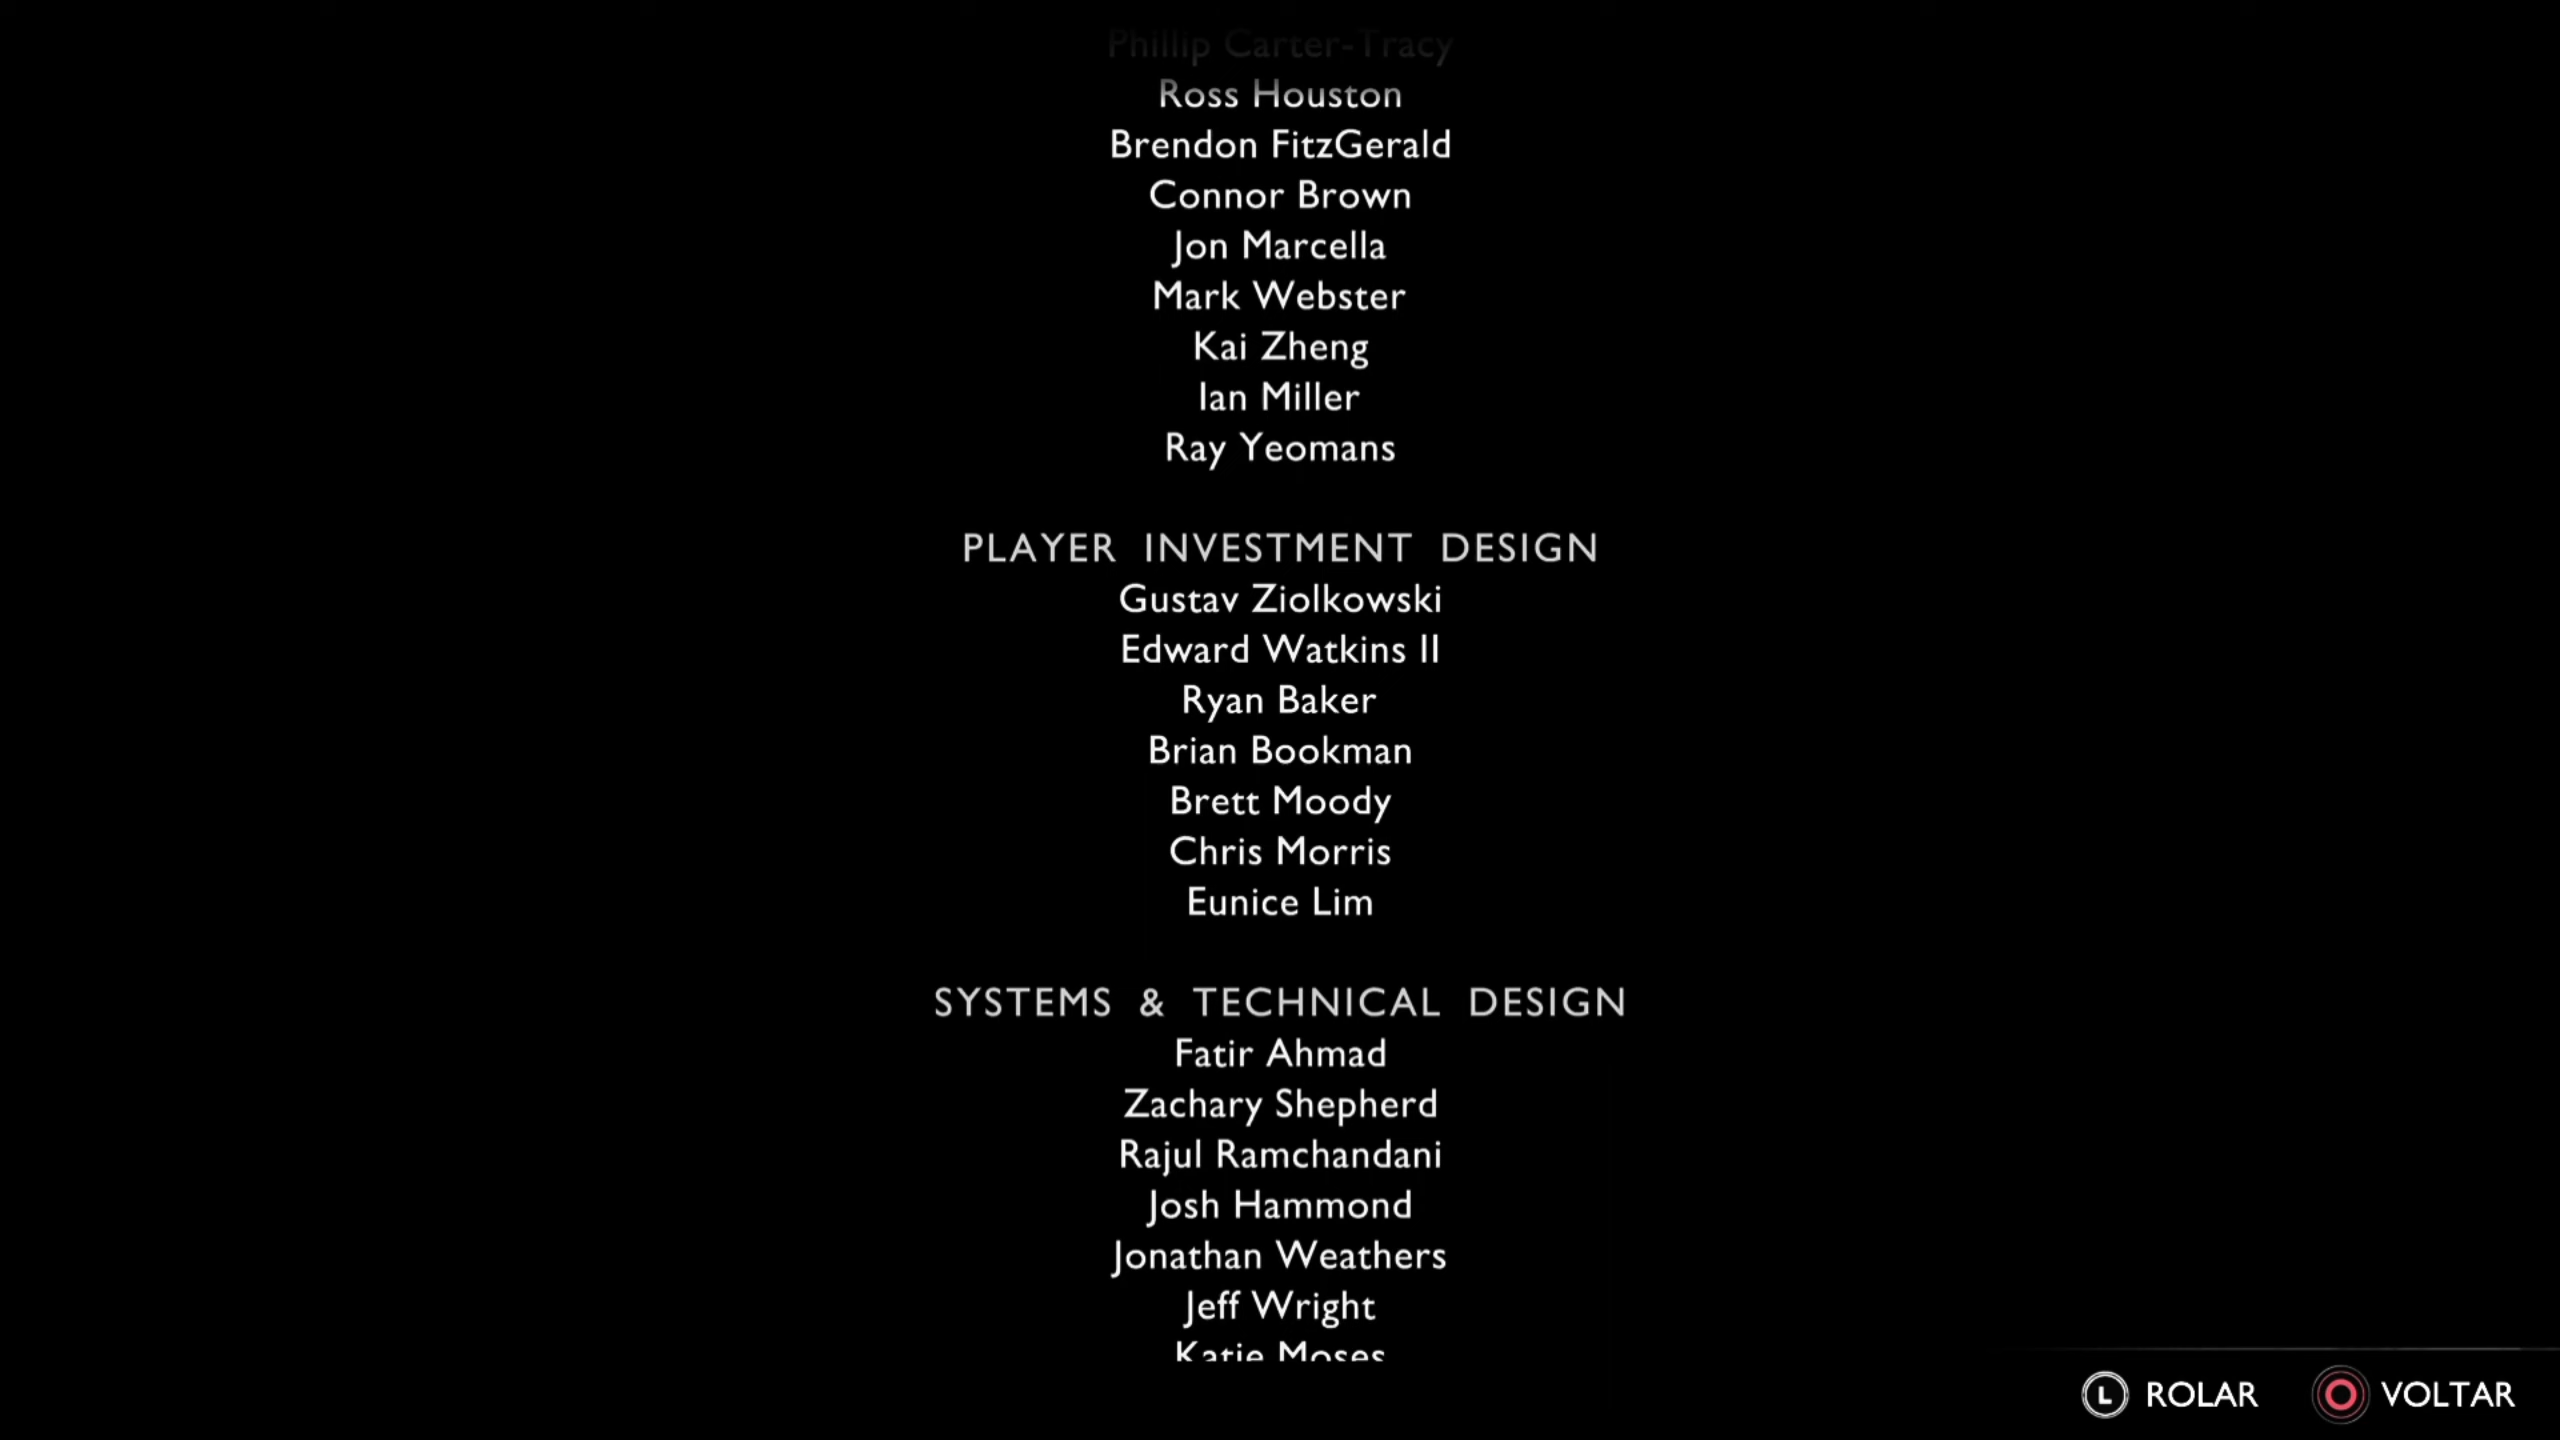 Phillip Carter-Tracy
Ross Houston
Brendon FitzGerald
Connor Brown
Jon Marcella
Mark Webster
Kai Zheng
Ian Miller
Ray Yeomans
PLAYER INVESTMENT DESIGN
Gustav Ziolkowski
Edward Watkins II
Ryan Baker
Brian Bookman
Brett Moody
Chris Morris
Eunice Lim
SYSTEMS & TECHNICAL DESIGN
Fatir Ahmad
Zachary Shepherd
Rajul Ramchandani
Josh Hammond
Jonathan Weathers
Jeff Wright
Katie Moses
L ROLAR VOLTAR